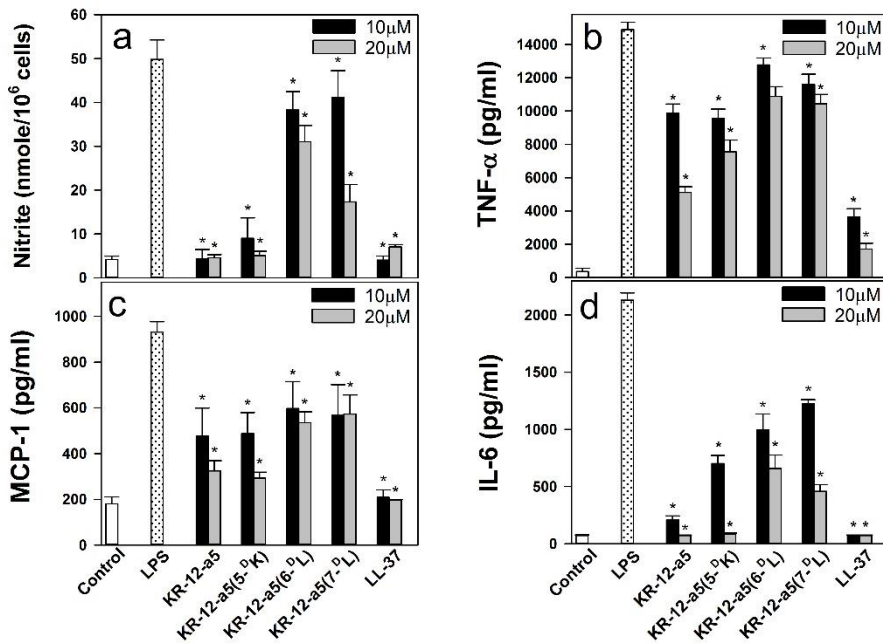 a
10μM
20μM
Nitrite (nmole/10⁶ cells)
60
50
40
30
20
10
0
* * * * * * * * * *
b
10μM
20μM
TNF-α (pg/ml)
14000
12000
10000
8000
6000
4000
2000
0
* * * * * * * * *
c
10μM
20μM
MCP-1 (pg/ml)
1000
800
600
400
200
0
* * * * * * * * * *
Control
LPS
KR-12-a5
KR-12-a5(5-ᴰK)
KR-12-a5(6-ᴰL)
KR-12-a5(7-ᴰL)
LL-37
d
10μM
20μM
IL-6 (pg/ml)
2000
1500
1000
500
0
* * * * * * * * * *
Control
LPS
KR-12-a5
KR-12-a5(5-ᴰK)
KR-12-a5(6-ᴰL)
KR-12-a5(7-ᴰL)
LL-37